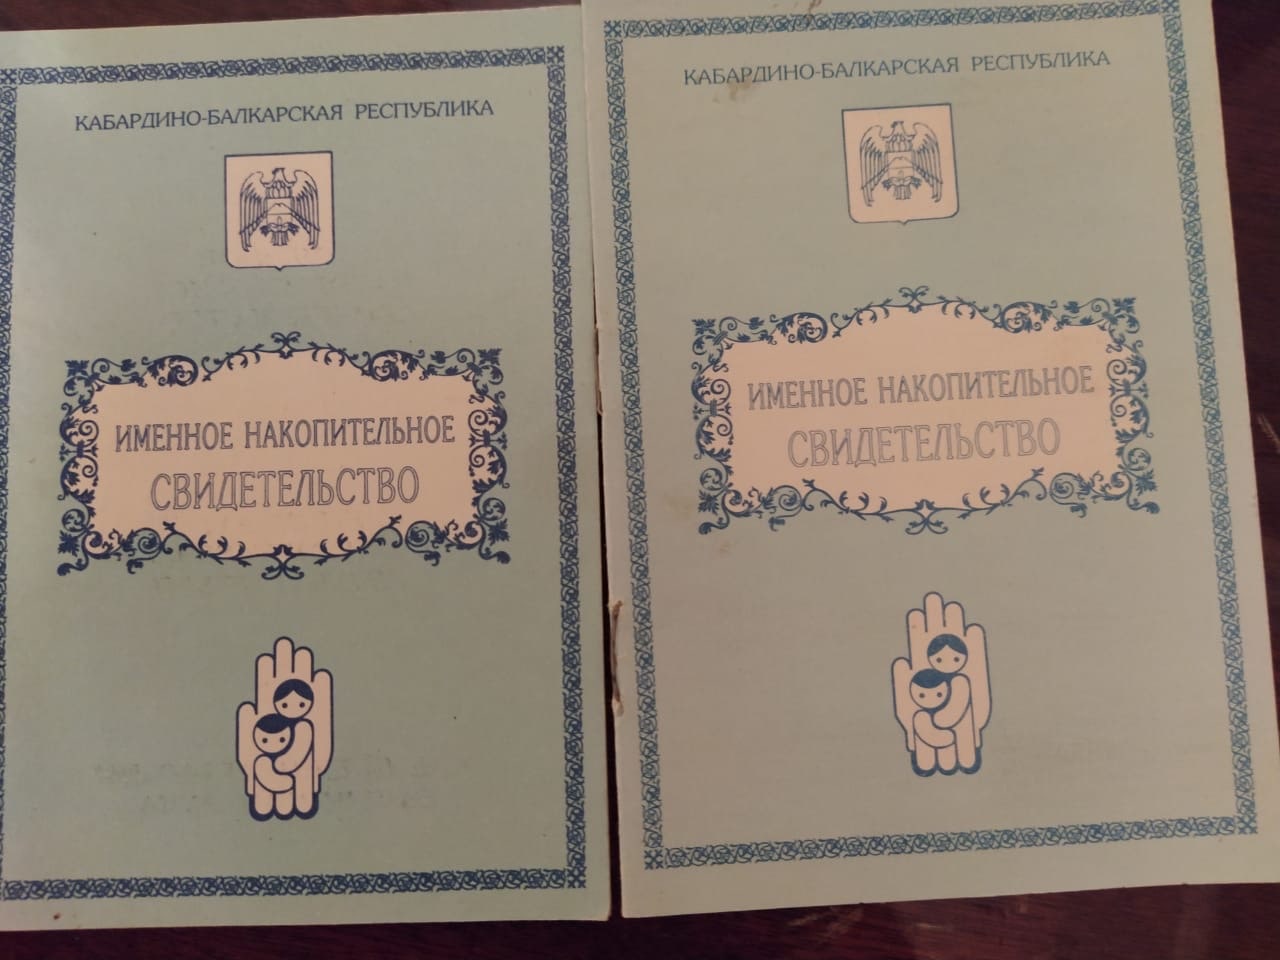 КАБАРДИНО-БАЛКАРСКАЯ РЕСПУБЛИКА
ИМЕННОЕ НАКОПИТЕЛЬНОЕ
СВИДЕТЕЛЬСТВО
КАБАРДИНО-БАЛКАРСКАЯ РЕСПУБЛИКА
ИМЕННОЕ НАКОПИТЕЛЬНОЕ
СВИДЕТЕЛЬСТВО